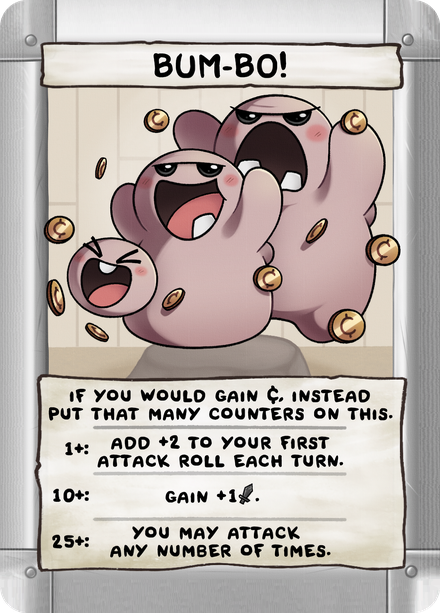 BUM-BO!
IF YOU WOULD GAIN ¢, INSTEAD
PUT THAT MANY COUNTERS ON THIS.
1+: ADD +2 TO YOUR FIRST
ATTACK ROLL EACH TURN.
10+: GAIN +1.
25+: YOU MAY ATTACK
ANY NUMBER OF TIMES.